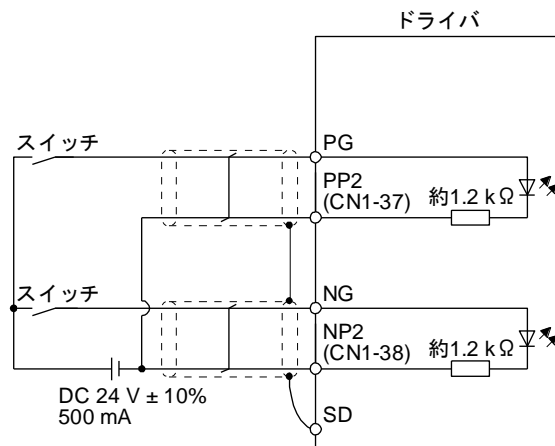 ドライバ
スイッチ
PG
PP2
(CN1-37)
約1.2 kΩ
スイッチ
NG
NP2
(CN1-38)
約1.2 kΩ
DC 24 V ± 10%
500 mA
SD